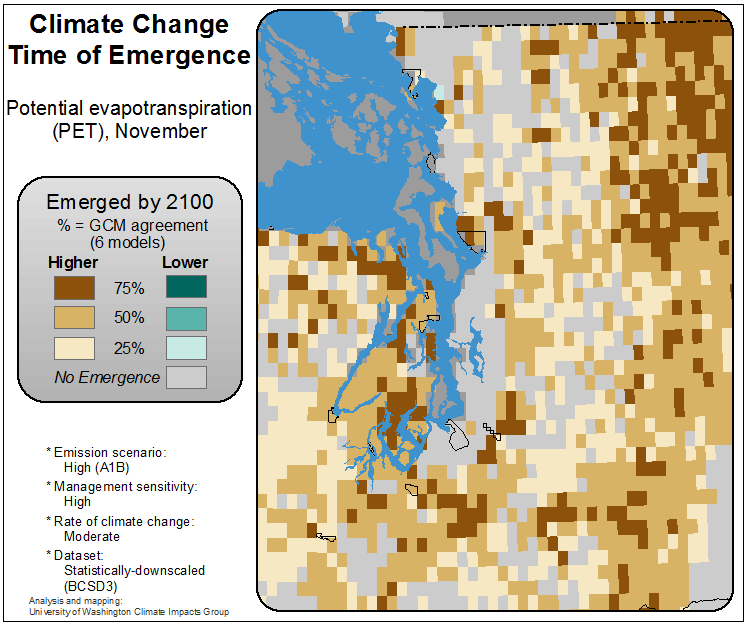 Climate Change
Time of Emergence
Potential evapotranspiration
(PET), November
Emerged by 2100
% = GCM agreement
(6 models)
Higher Lower
75%
50%
25%
No Emergence
* Emission scenario:
High (A1B)
* Management sensitivity:
High
* Rate of climate change:
Moderate
* Dataset:
Statistically-downscaled
(BCSD3)
Analysis and mapping:
University of Washington Climate Impacts Group